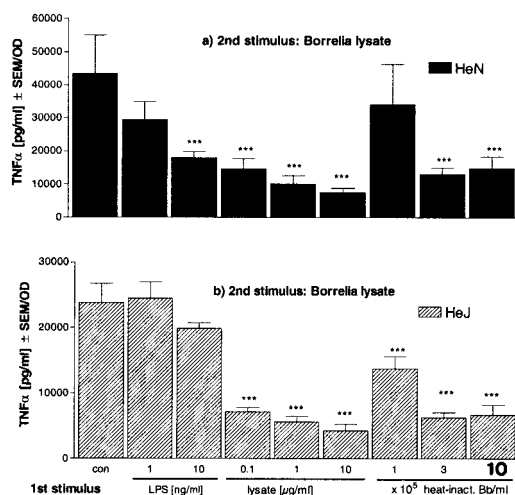 a) 2nd stimulus: Borrelia lysate
HeN
TNFα [pg/ml] ± SEM/OD
60000
50000
40000
30000
20000
10000
0
***
***
***
***
***
***
b) 2nd stimulus: Borrelia lysate
HeJ
TNFα [pg/ml] ± SEM/OD
30000
20000
10000
0
***
***
***
***
***
***
con 1 10 0.1 1 10 1 3 10
1st stimulus LPS [ng/ml] lysate [µg/ml] x 10⁵ heat-inact. Bb/ml